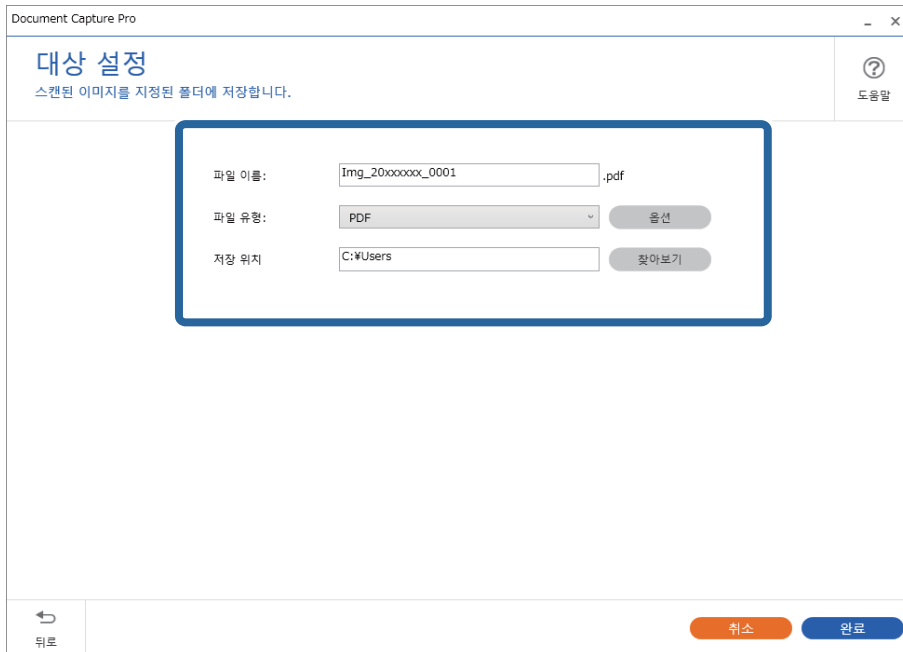 Document Capture Pro
대상 설정
스캔된 이미지를 지정된 폴더에 저장합니다.
도움말
파일 이름: Img_20xxxxxx_0001 .pdf
파일 유형: PDF 옵션
저장 위치 C:¥Users 찾아보기
뒤로
취소 완료